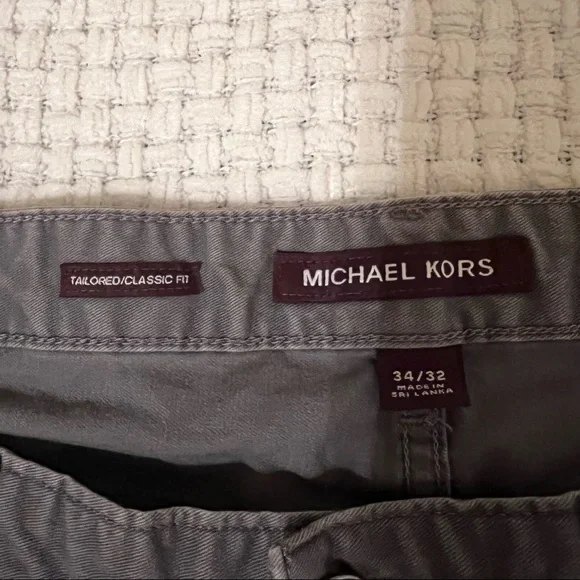 TAILORED/CLASSIC FIT
MICHAEL KORS
34/32
MADE IN
SRI LANKA